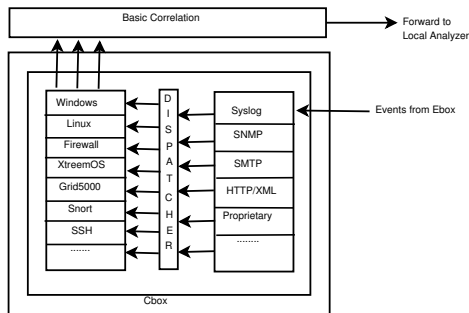 Basic Correlation
Forward to
Local Analyzer
Windows
Linux
Firewall
XtreemOS
Grid5000
Snort
SSH
.......
DISPATCHER
Syslog
SNMP
SMTP
HTTP/XML
Proprietary
........
Events from Ebox
Cbox